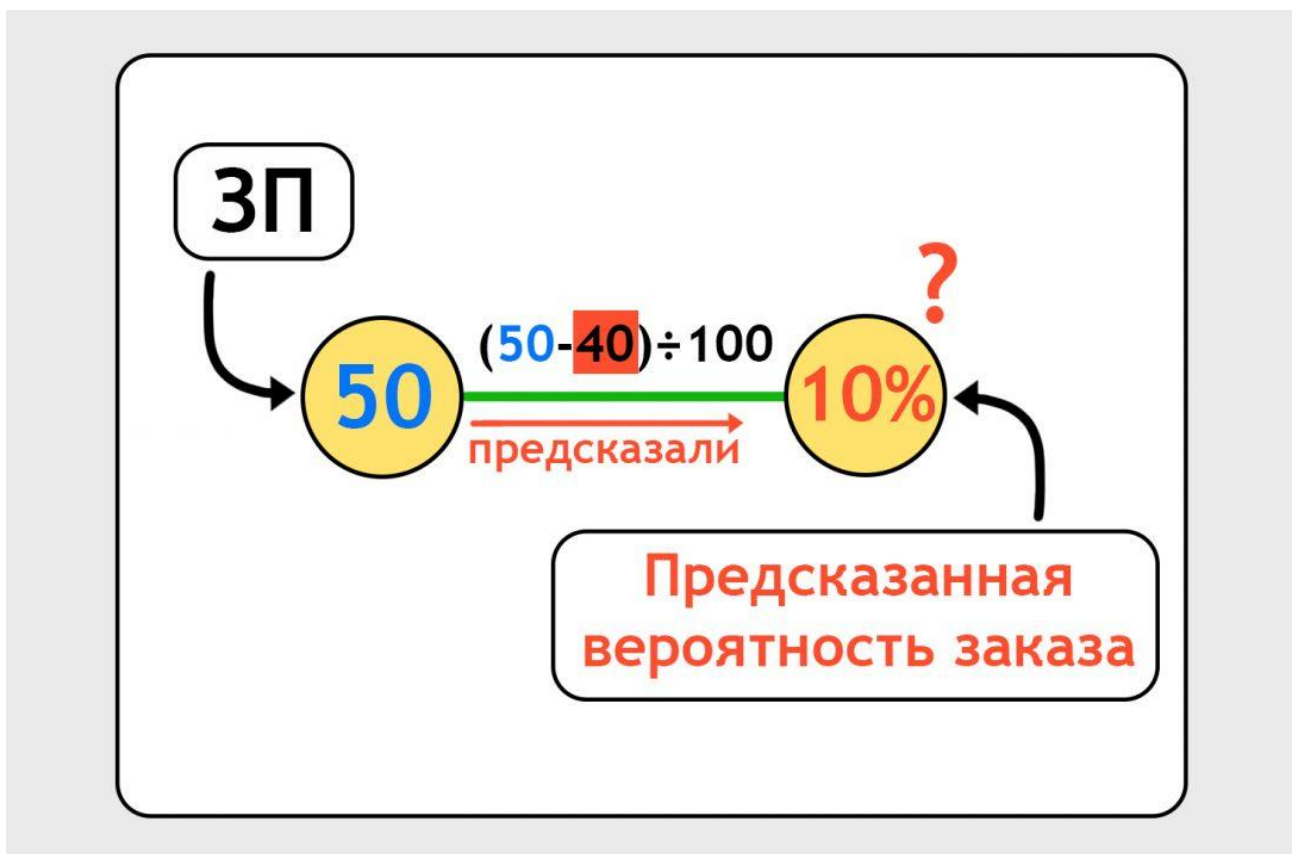 ЗП
?
(50-40)÷100
50
10%
предсказали
Предсказанная
вероятность заказа